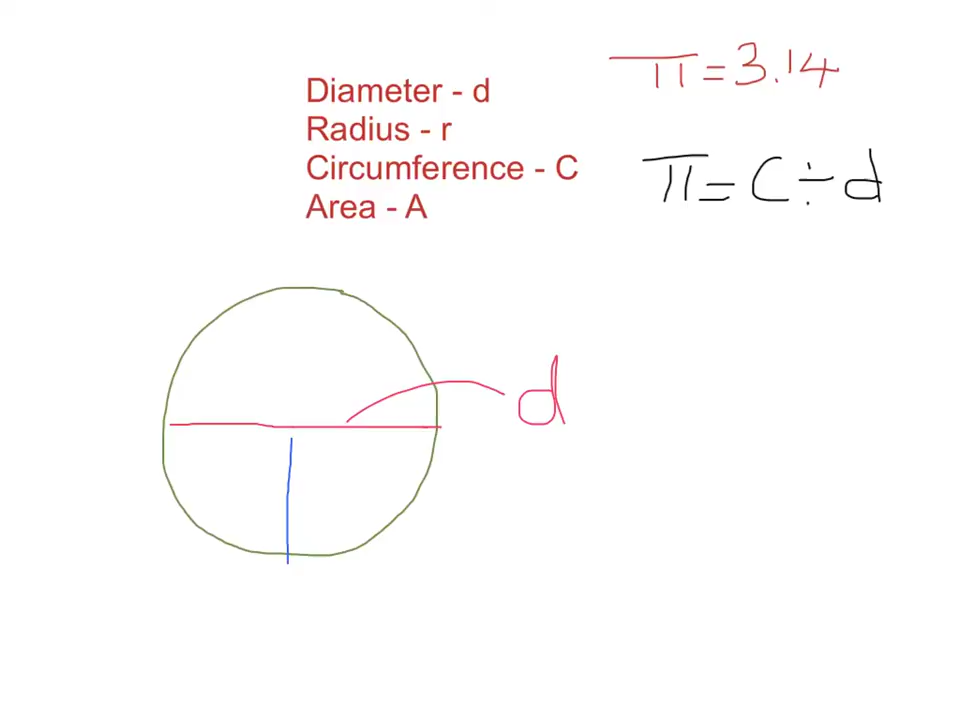 Diameter - d
Radius - r
Circumference - C
Area - A
π = 3.14
π = C ÷ d
d